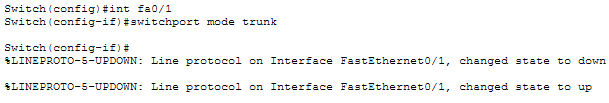 Switch(config)#int fa0/1
Switch(config-if)#switchport mode trunk
Switch(config-if)#
%LINEPROTO-5-UPDOWN: Line protocol on Interface FastEthernet0/1, changed state to down
%LINEPROTO-5-UPDOWN: Line protocol on Interface FastEthernet0/1, changed state to up